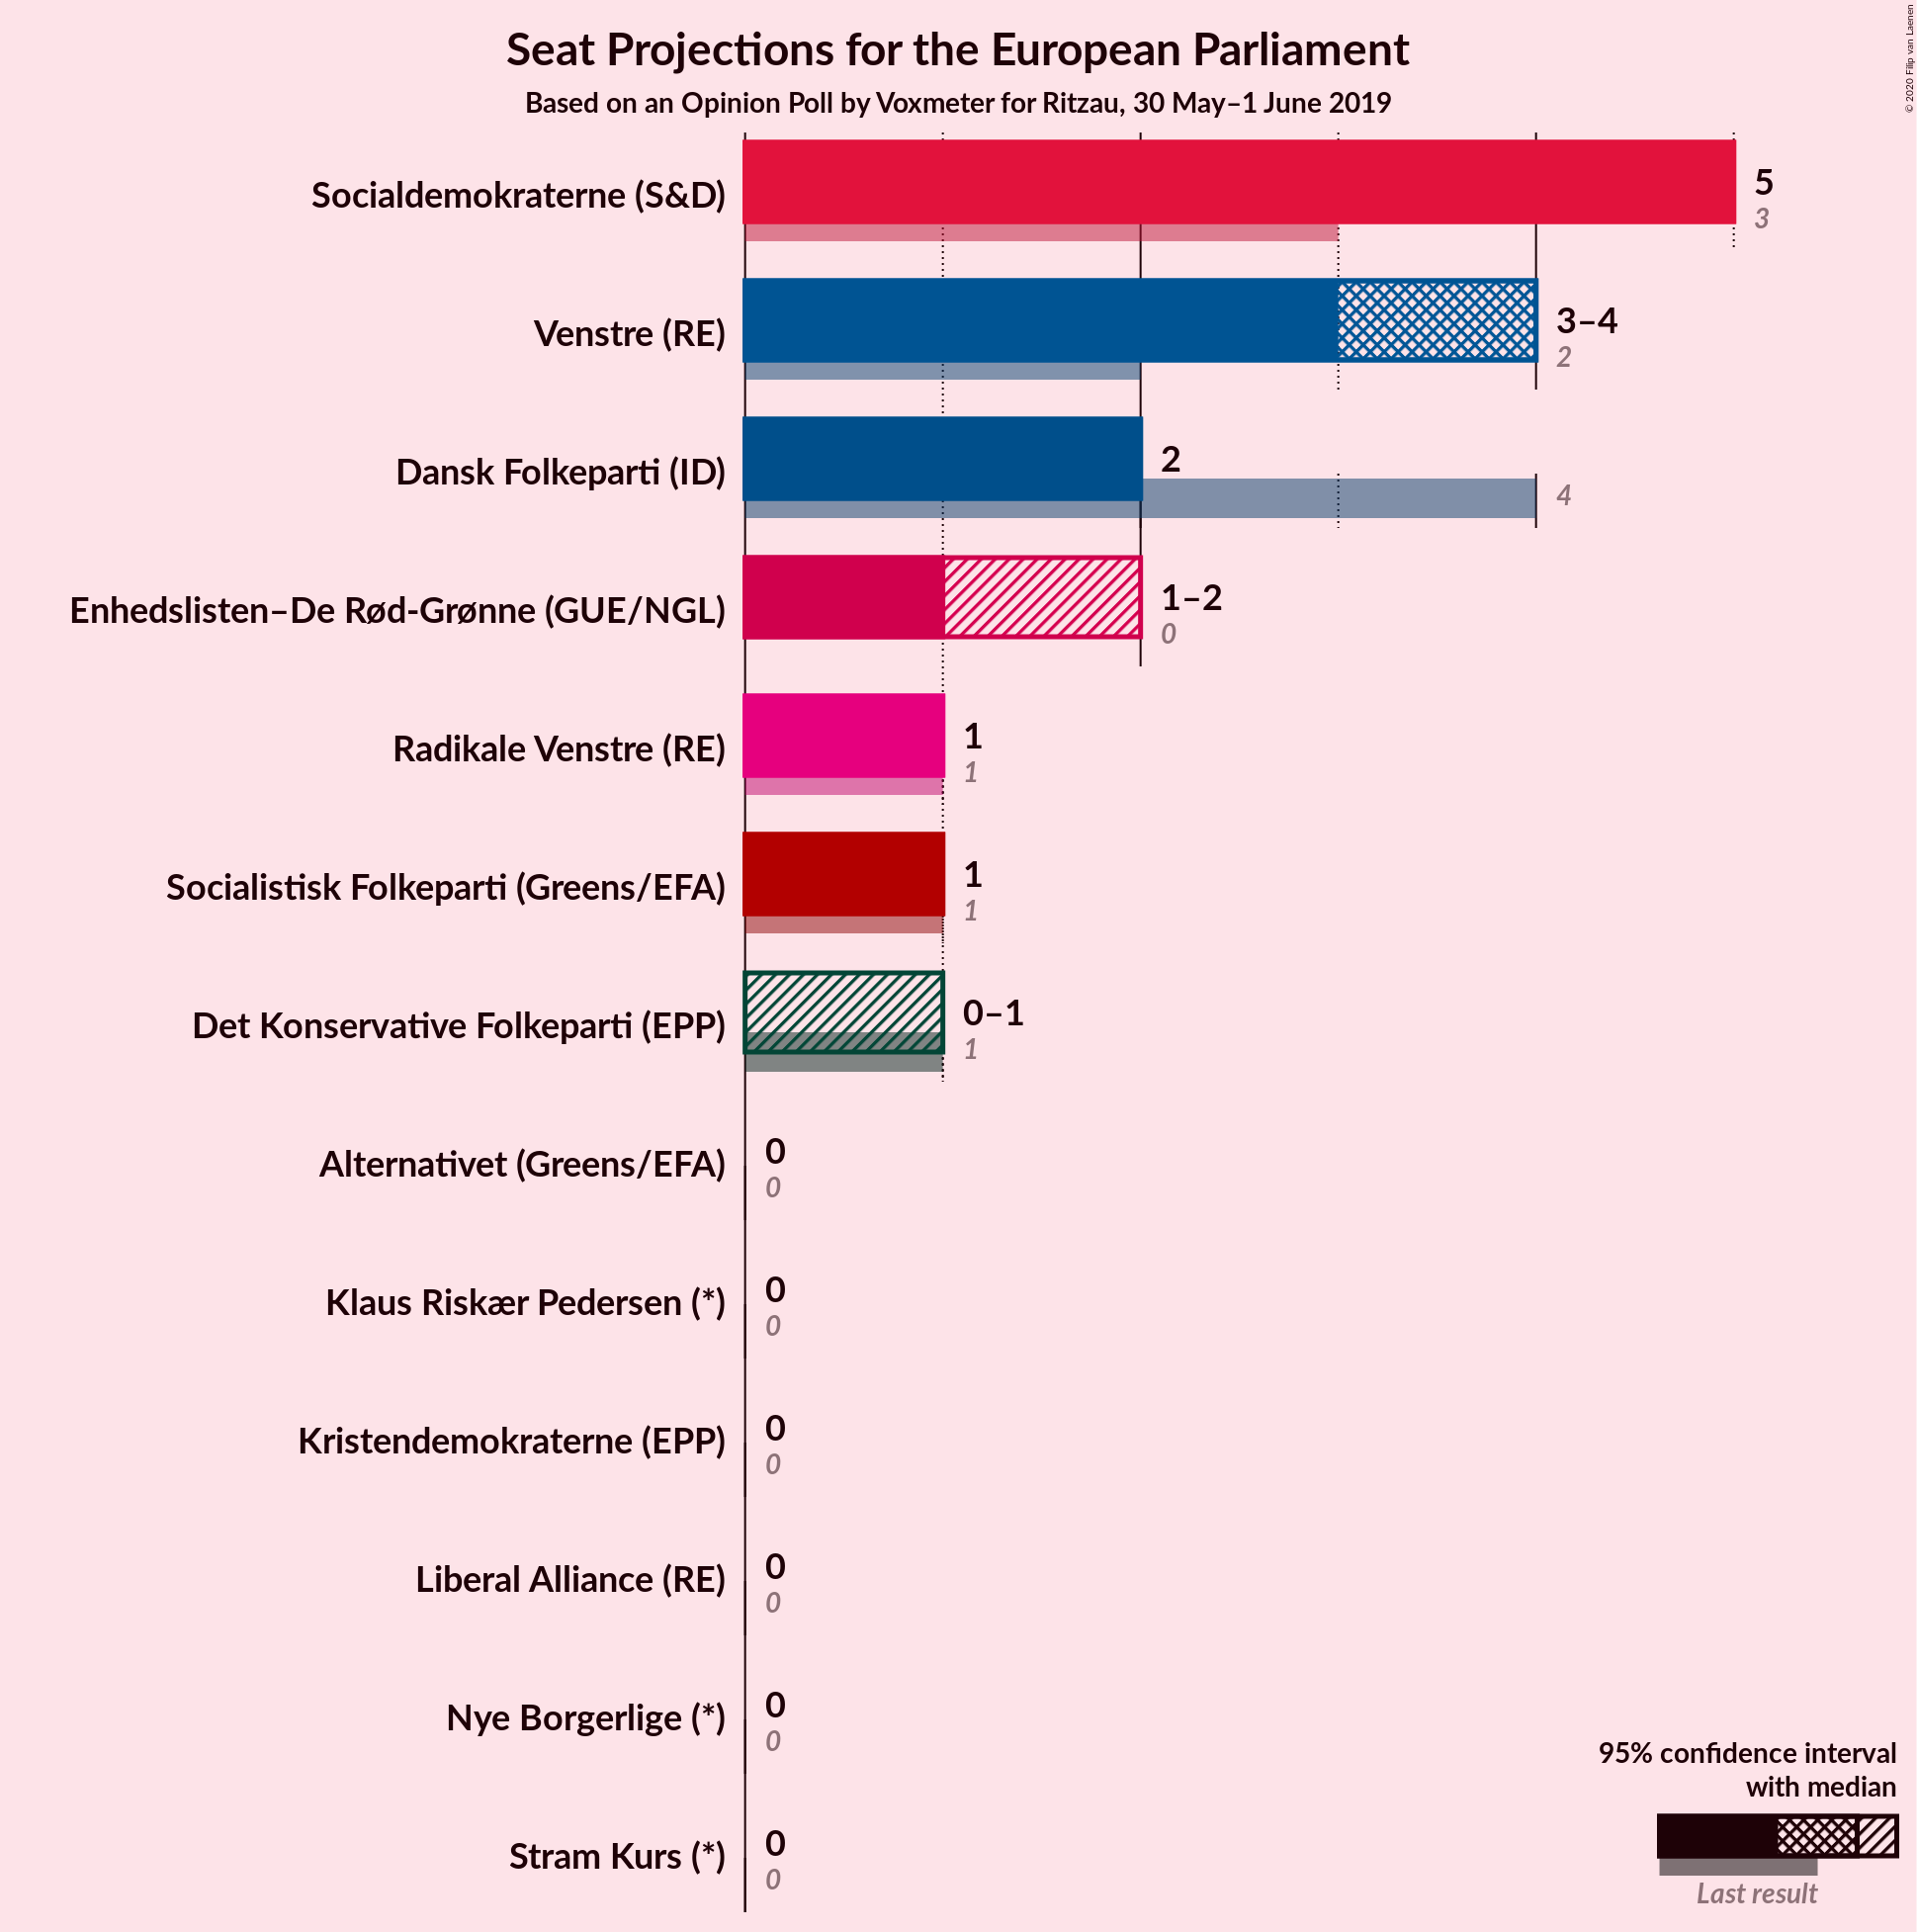 Seat Projections for the European Parliament
Based on an Opinion Poll by Voxmeter for Ritzau, 30 May–1 June 2019
© 2020 Filip van Laenen
Socialdemokraterne (S&D)
5
3
Venstre (RE)
3–4
2
Dansk Folkeparti (ID)
2
4
Enhedslisten–De Rød-Grønne (GUE/NGL)
1–2
0
Radikale Venstre (RE)
1
1
Socialistisk Folkeparti (Greens/EFA)
1
1
Det Konservative Folkeparti (EPP)
0–1
1
Alternativet (Greens/EFA)
0
0
Klaus Riskær Pedersen (*)
0
0
Kristendemokraterne (EPP)
0
0
Liberal Alliance (RE)
0
0
Nye Borgerlige (*)
0
0
Stram Kurs (*)
0
0
95% confidence interval
with median
Last result